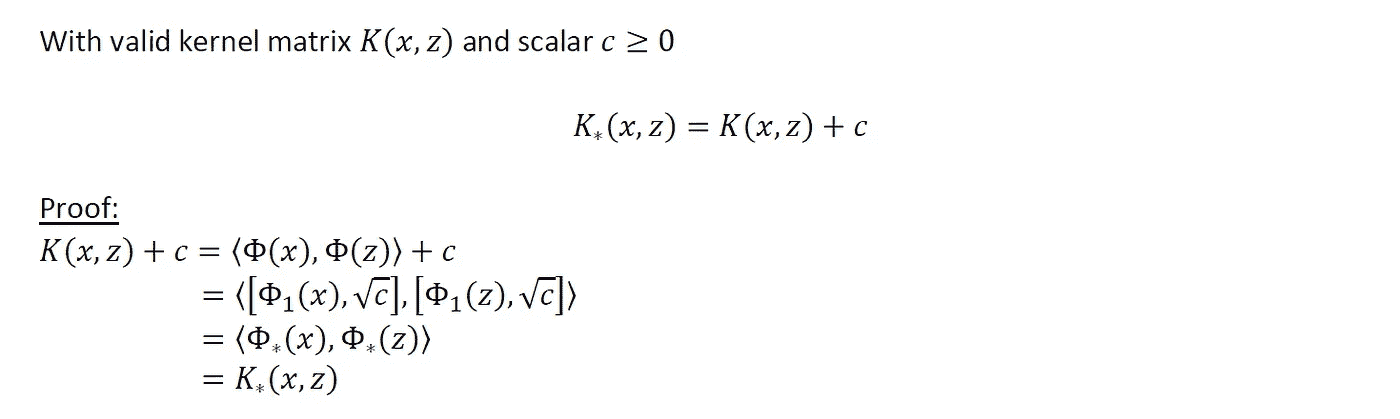 With valid kernel matrix K(x, z) and scalar c ≥ 0
K∗(x, z) = K(x, z) + c
Proof:
K(x, z) + c = ⟨Φ(x), Φ(z)⟩ + c
= ⟨[Φ₁(x), √c], [Φ₁(z), √c]⟩
= ⟨Φ∗(x), Φ∗(z)⟩
= K∗(x, z)